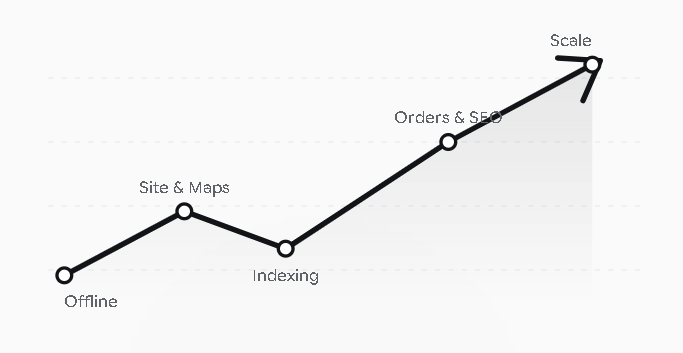 Scale
Orders & SEO
Site & Maps
Indexing
Offline